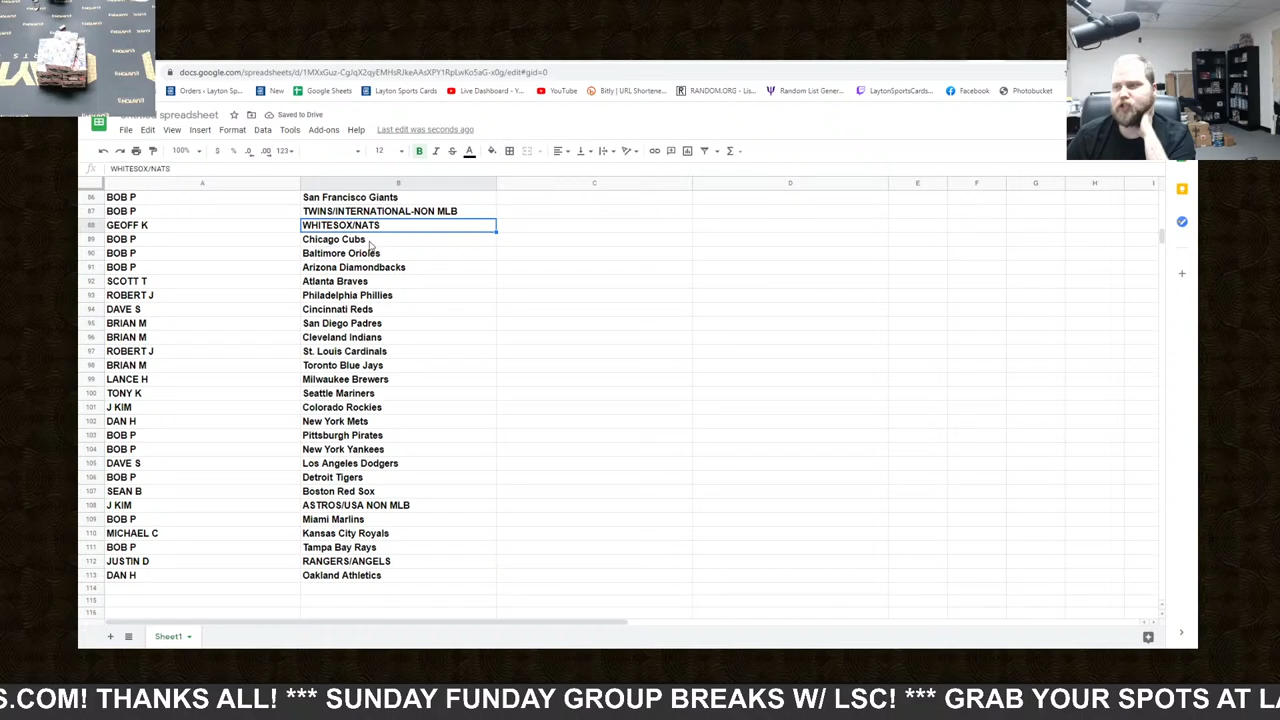 docs.google.com/spreadsheets/d/1MXxGuz-CgJqX2qyEMHsRJkeAAsXPY1RpLwKo5aG-x0g/edit#gid=0
Orders < Layton Sp... New Google Sheets Layton Sports Cards Live Dashboard - Y... YouTube Bitly | URL Shortene... RANDOM.ORG - Lis... Random List Gener... LaytonSportsCards... Facebook Photobucket
spreadsheet Saved to Drive
File Edit View Insert Format Data Tools Add-ons Help Last edit was seconds ago
100% $ % .0 .00 123 12 B I S A
fx WHITESOX/NATS
A B C D E F G H I
86 BOB P San Francisco Giants
87 BOB P TWINS/INTERNATIONAL-NON MLB
88 GEOFF K WHITESOX/NATS
89 BOB P Chicago Cubs
90 BOB P Baltimore Orioles
91 BOB P Arizona Diamondbacks
92 SCOTT T Atlanta Braves
93 ROBERT J Philadelphia Phillies
94 DAVE S Cincinnati Reds
95 BRIAN M San Diego Padres
96 BRIAN M Cleveland Indians
97 ROBERT J St. Louis Cardinals
98 BRIAN M Toronto Blue Jays
99 LANCE H Milwaukee Brewers
100 TONY K Seattle Mariners
101 J KIM Colorado Rockies
102 DAN H New York Mets
103 BOB P Pittsburgh Pirates
104 BOB P New York Yankees
105 DAVE S Los Angeles Dodgers
106 BOB P Detroit Tigers
107 SEAN B Boston Red Sox
108 J KIM ASTROS/USA NON MLB
109 BOB P Miami Marlins
110 MICHAEL C Kansas City Royals
111 BOB P Tampa Bay Rays
112 JUSTIN D RANGERS/ANGELS
113 DAN H Oakland Athletics
114
115
116
Sheet1
S.COM! THANKS ALL! *** SUNDAY FUNDAY GROUP BREAKS W/ LSC! *** GRAB YOUR SPOTS AT LA